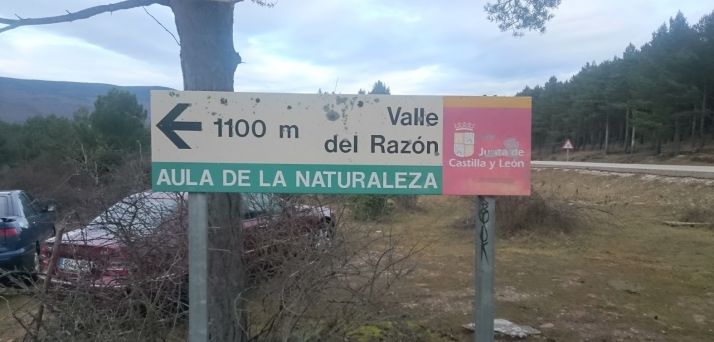 1100 m
Valle
del Razón
AULA DE LA NATURALEZA
Junta de
Castilla y León